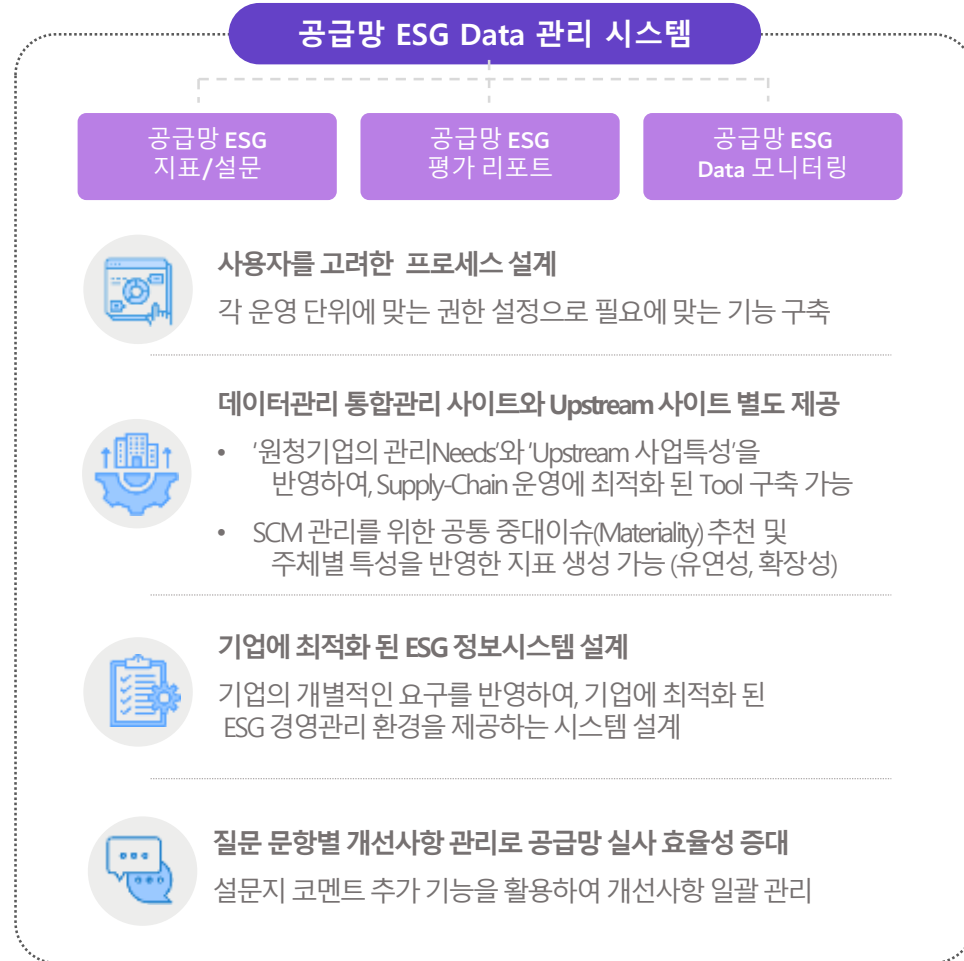 공급망 ESG Data 관리 시스템
공급망 ESG
지표/설문
공급망 ESG
평가 리포트
공급망 ESG
Data 모니터링
사용자를 고려한 프로세스 설계
각 운영 단위에 맞는 권한 설정으로 필요에 맞는 기능 구축
데이터관리 통합관리 사이트와 Upstream 사이트 별도 제공
• '원청기업의 관리Needs'와 'Upstream 사업특성'을
반영하여, Supply-Chain 운영에 최적화 된 Tool 구축 가능
• SCM 관리를 위한 공통 중대이슈(Materiality) 추천 및
주체별 특성을 반영한 지표 생성 가능 (유연성, 확장성)
기업에 최적화 된 ESG 정보시스템 설계
기업의 개별적인 요구를 반영하여, 기업에 최적화 된
ESG 경영관리 환경을 제공하는 시스템 설계
질문 문항별 개선사항 관리로 공급망 실사 효율성 증대
설문지 코멘트 추가 기능을 활용하여 개선사항 일괄 관리